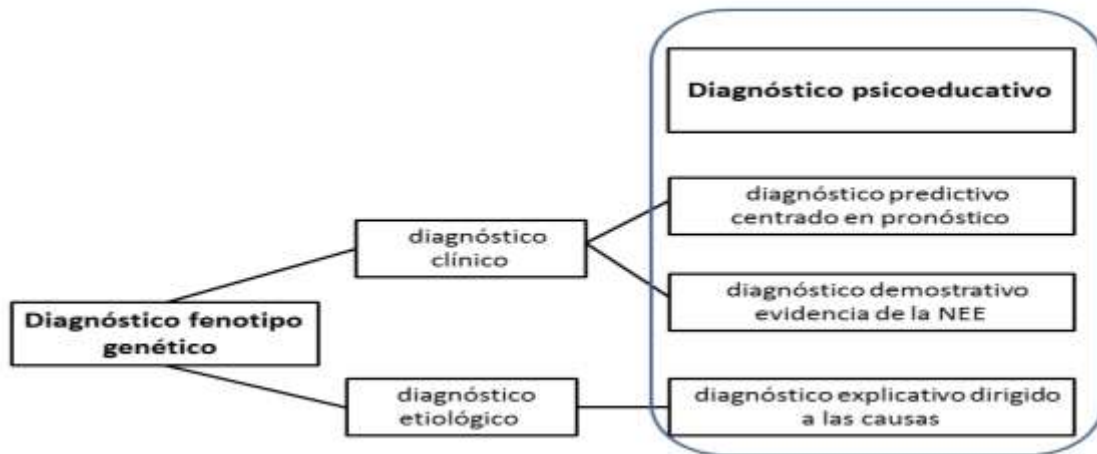 Diagnóstico psicoeducativo
diagnóstico predictivo
centrado en pronóstico
diagnóstico
clínico
diagnóstico demostrativo
evidencia de la NEE
Diagnóstico fenotipo
genético
diagnóstico
etiológico
diagnóstico explicativo dirigido
a las causas